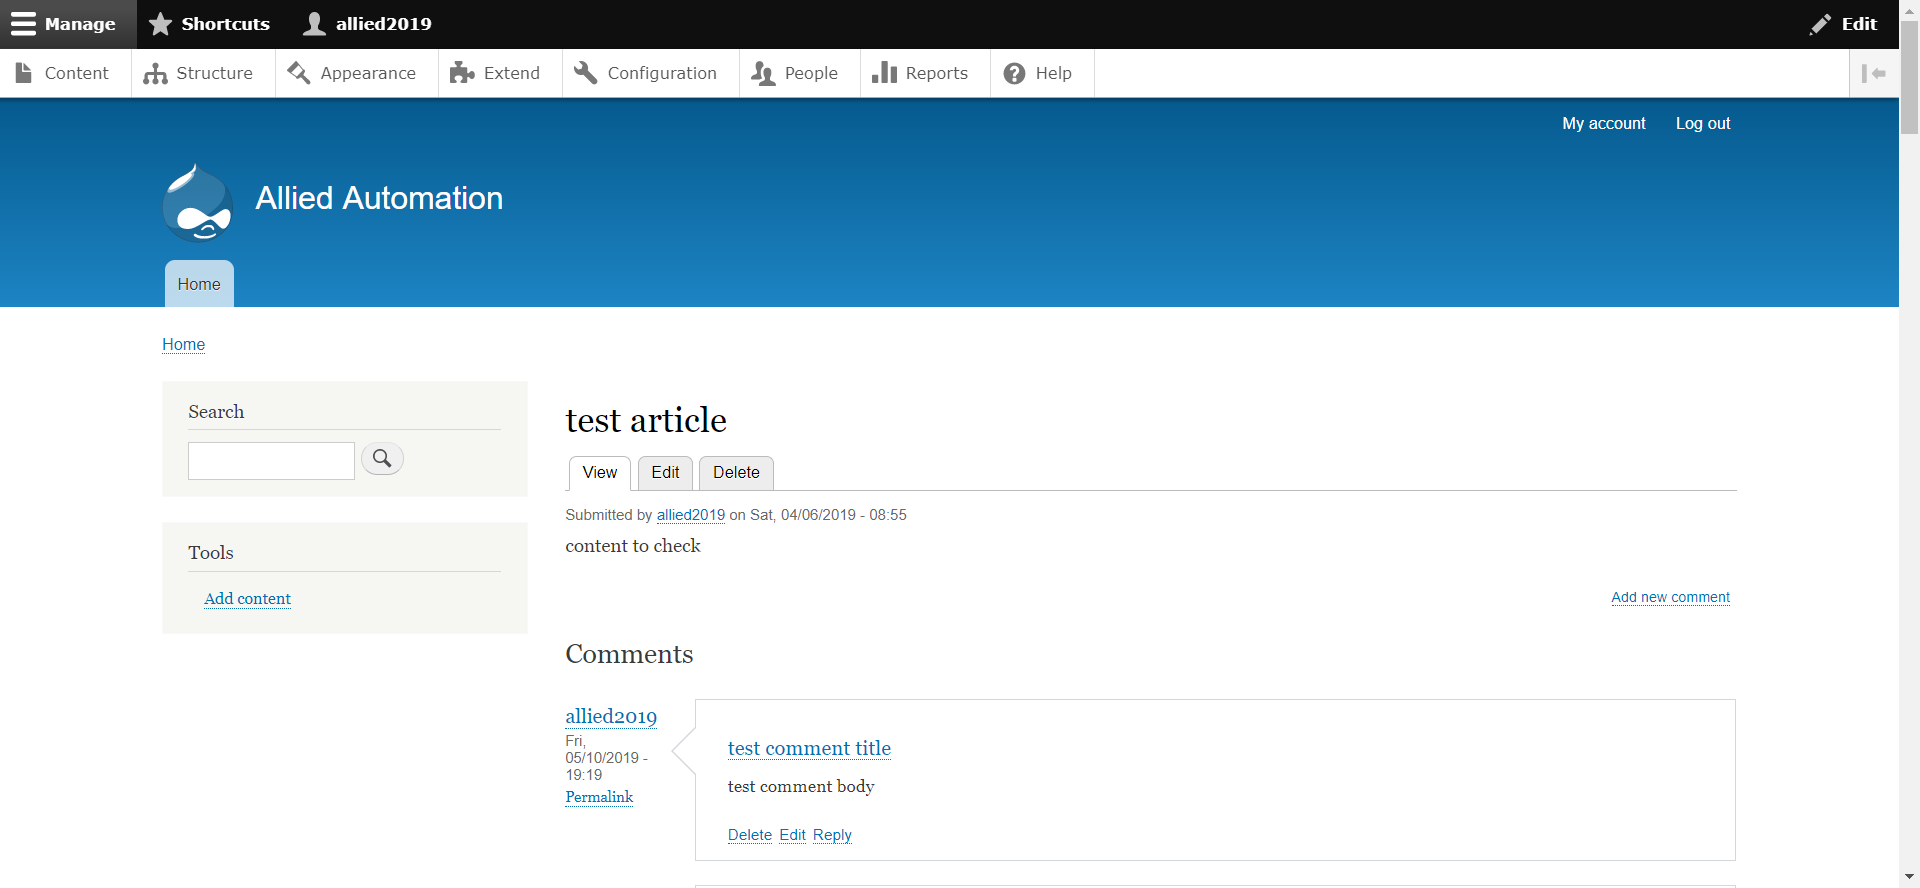 Manage Shortcuts allied2019 Edit
Content Structure Appearance Extend Configuration People Reports Help
My account Log out
Allied Automation
Home
Home
Search
Tools
Add content
test article
View Edit Delete
Submitted by allied2019 on Sat, 04/06/2019 - 08:55
content to check
Add new comment
Comments
allied2019
Fri,
05/10/2019 -
19:19
Permalink
test comment title
test comment body
Delete Edit Reply